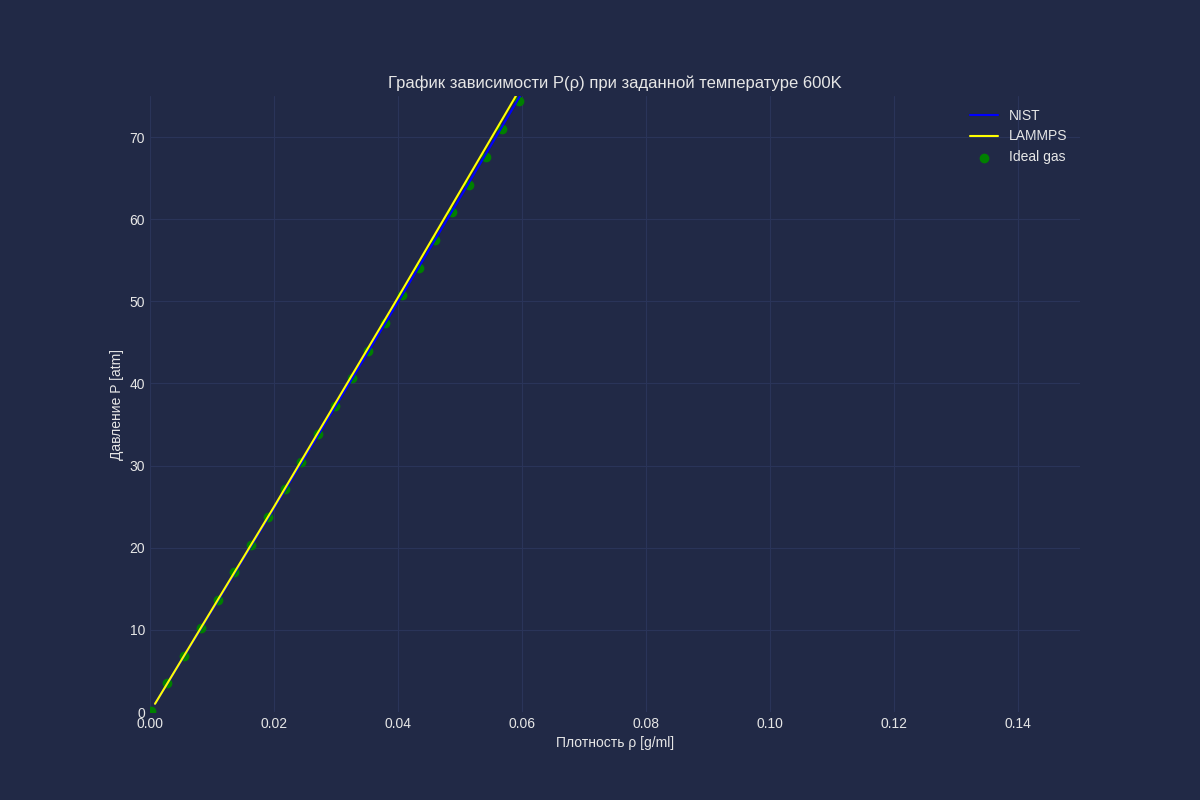 График зависимости P(ρ) при заданной температуре 600K
NIST
LAMMPS
Ideal gas
Давление P [atm]
70
60
50
40
30
20
10
0
0.00
0.02
0.04
0.06
0.08
0.10
0.12
0.14
Плотность ρ [g/ml]